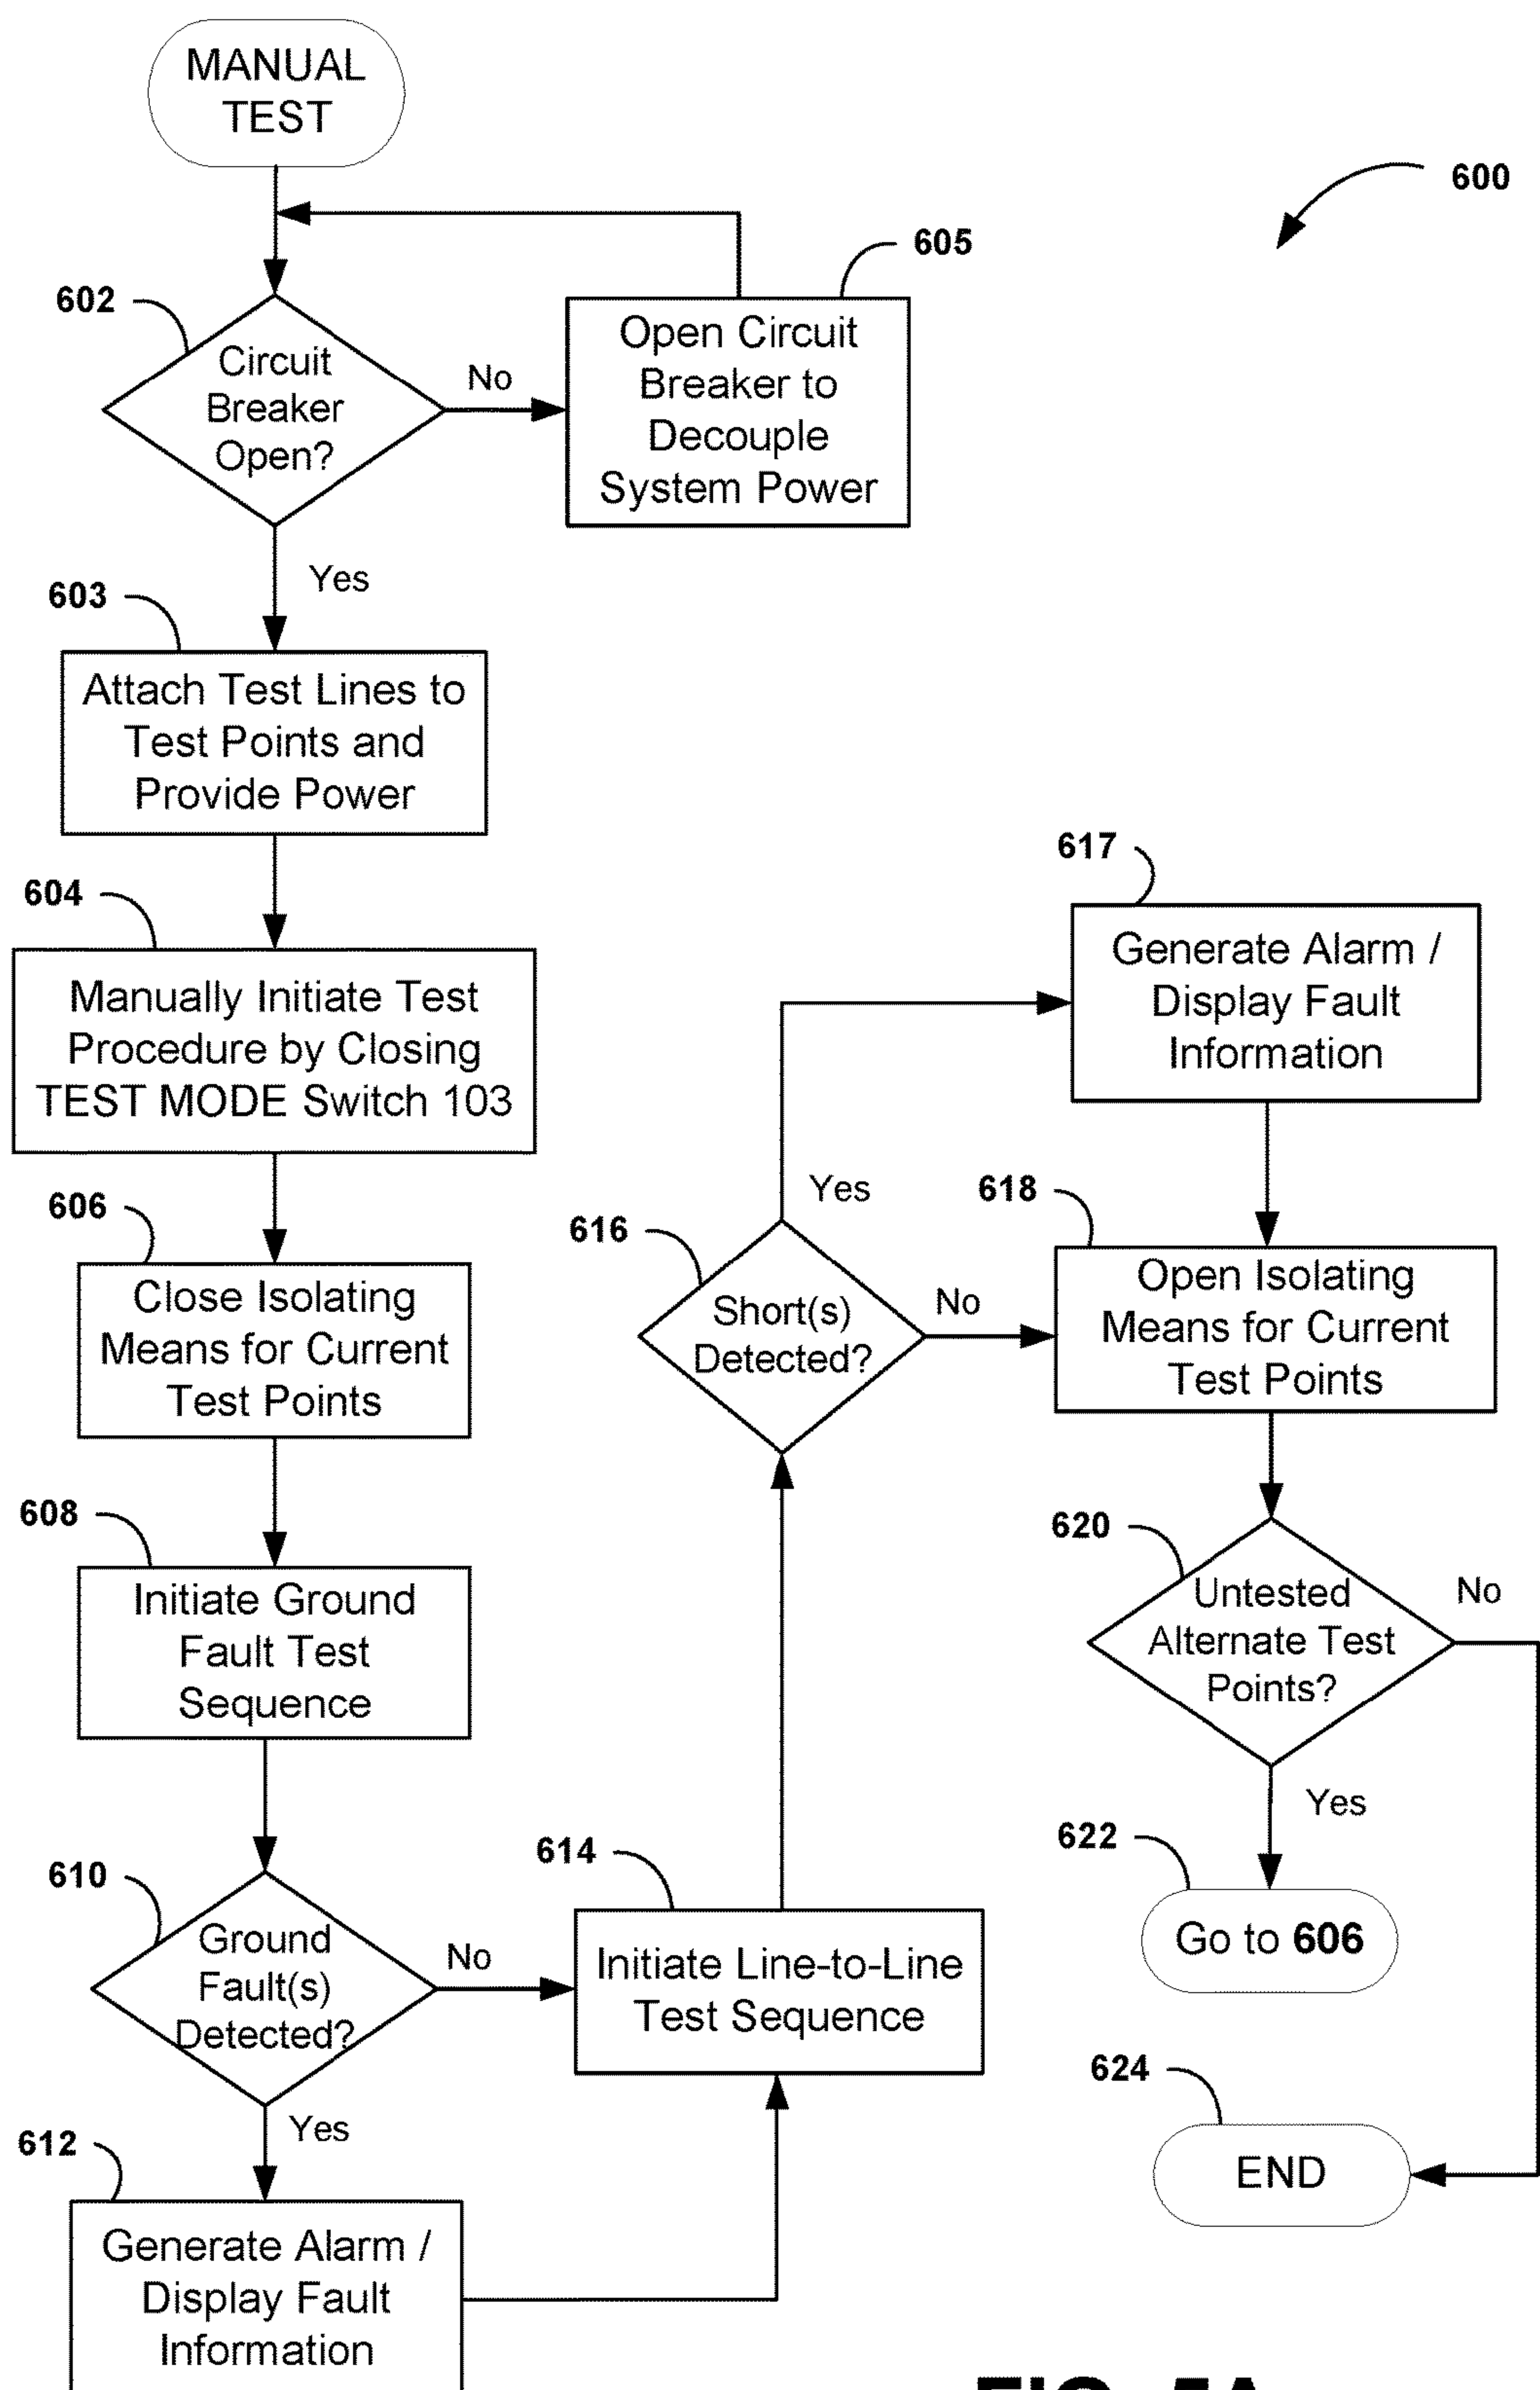 MANUAL
TEST
600
605
602
Circuit
Breaker
Open?
No
Open Circuit
Breaker to
Decouple
System Power
Yes
603
Attach Test Lines to
Test Points and
Provide Power
604
Manually Initiate Test
Procedure by Closing
TEST MODE Switch 103
606
Close Isolating
Means for Current
Test Points
608
Initiate Ground
Fault Test
Sequence
610
Ground
Fault(s)
Detected?
No
Yes
612
Generate Alarm /
Display Fault
Information
614
Initiate Line-to-Line
Test Sequence
616
Short(s)
Detected?
Yes
No
617
Generate Alarm /
Display Fault
Information
618
Open Isolating
Means for Current
Test Points
620
Untested
Alternate Test
Points?
No
Yes
622
Go to 606
624
END